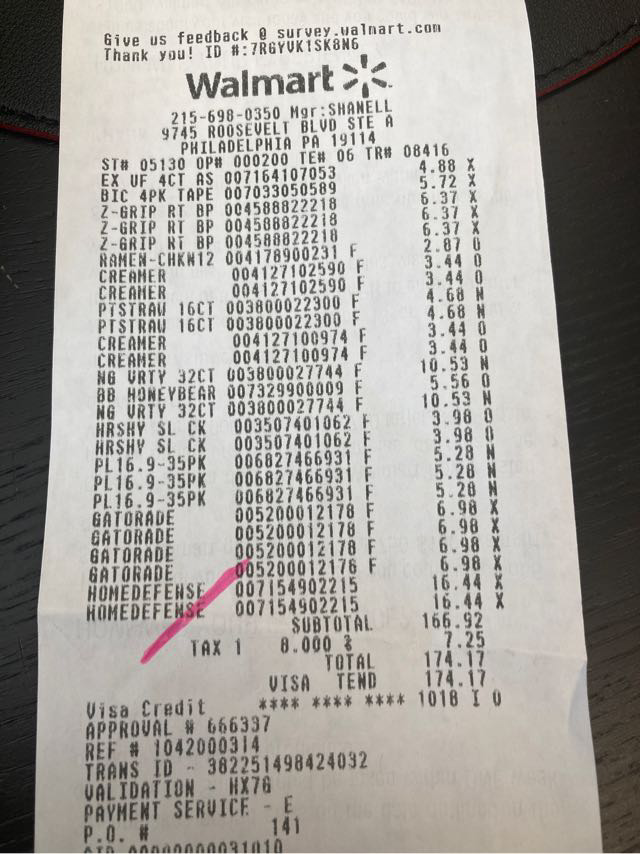 Give us feedback @ survey.walmart.com
Thank you! ID #:7RGYVK1SK8N6
Walmart
215-698-0350 Mgr:SHANELL
9745 ROOSEVELT BLVD STE A
PHILADELPHIA PA 19114
ST# 05130 OP# 000200 TE# 06 TR# 08416
EX UF 4CT AS 007164107053 4.88 X
BIC 4PK TAPE 007033050589 5.72 X
Z-GRIP RT BP 004588822218 6.37 X
Z-GRIP RT BP 004588822218 6.37 X
Z-GRIP RT BP 004588822218 6.37 X
RAMEN-CHKN12 004178900231 F 2.87 O
CREAMER 004127102590 F 3.44 O
CREAMER 004127102590 F 3.44 O
PTSTRAW 16CT 003800022300 F 4.68 N
PTSTRAW 16CT 003800022300 F 4.68 N
CREAMER 004127100974 F 3.44 O
CREAMER 004127100974 F 3.44 O
NG VRTY 32CT 003800027744 F 10.53 N
BB HONEYBEAR 007329900009 F 5.56 O
NG VRTY 32CT 003800027744 F 10.53 N
HRSHY SL CK 003507401062 F 3.98 O
HRSHY SL CK 003507401062 F 3.98 O
PL16.9-35PK 006827466931 F 5.28 N
PL16.9-35PK 006827466931 F 5.28 N
PL16.9-35PK 006827466931 F 5.28 N
GATORADE 005200012178 F 6.98 X
GATORADE 005200012178 F 6.98 X
GATORADE 005200012178 F 6.98 X
GATORADE 005200012176 F 6.98 X
HOMEDEFENSE 007154902215 16.44 X
HOMEDEFENSE 007154902215 16.44 X
SUBTOTAL 166.92
TAX 1 8.000 % 7.25
TOTAL 174.17
VISA TEND 174.17
Visa Credit **** **** **** 1018 I 0
APPROVAL # 666337
REF # 1042000314
TRANS ID - 382251498424032
VALIDATION - HX7G
PAYMENT SERVICE - E
P.O. # 141
AID A0000000031010